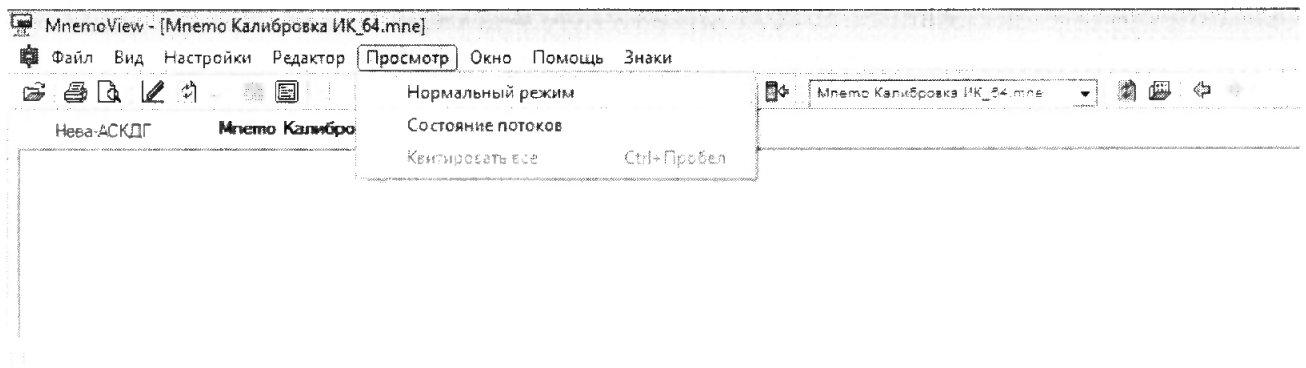 MnemoView - [Mnemo Калибровка ИК_64.mne]
Файл Вид Настройки Редактор Просмотр Окно Помощь Знаки
Mnemo Калибровка ИК_64.mne
Нева-АСКДГ Mnemo Калибро
Нормальный режим
Состояние потоков
Квитировать все Ctrl+Пробел